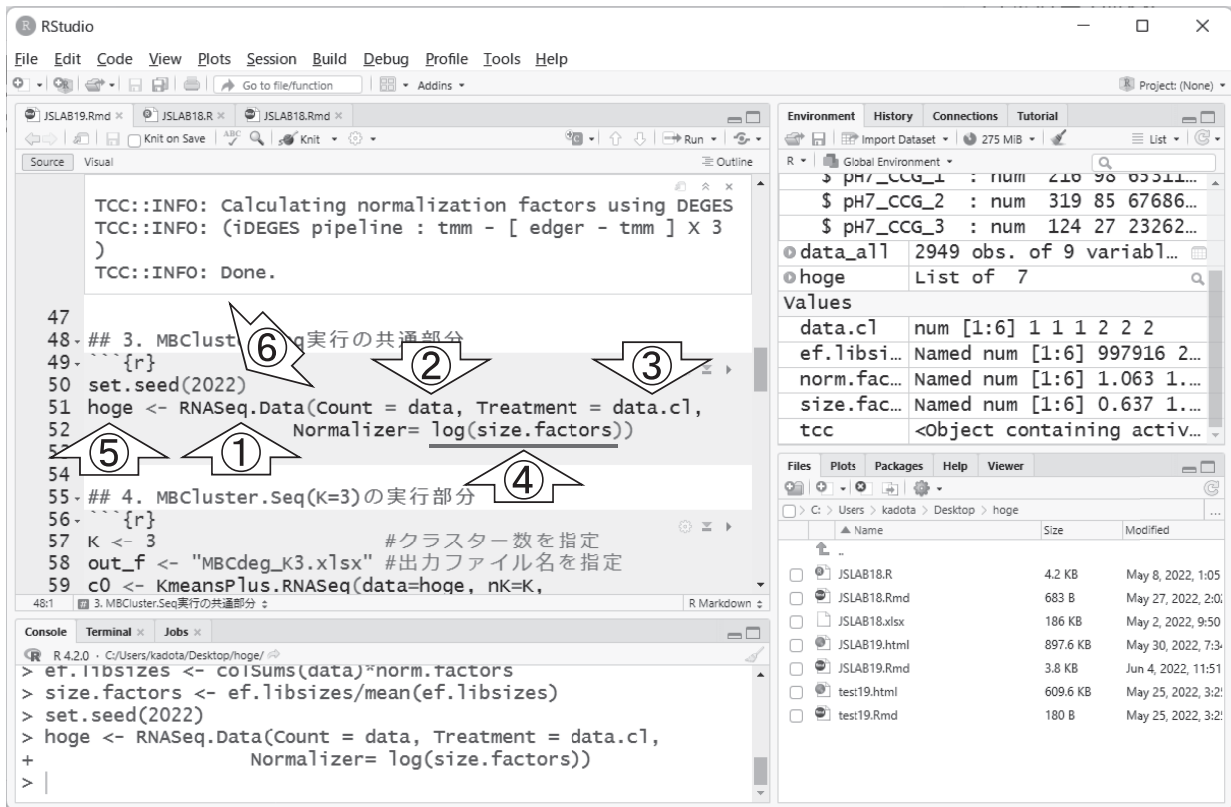 RStudio
File Edit Code View Plots Session Build Debug Profile Tools Help
Go to file/function
Addins
Project: (None)
JSLAB19.Rmd × JSLAB18.R × JSLAB18.Rmd ×
Knit on Save ABC Knit Run
Source Visual Outline
TCC::INFO: Calculating normalization factors using DEGES
TCC::INFO: (iDEGES pipeline : tmm - [ edger - tmm ] X 3
)
TCC::INFO: Done.
47
48 ## 3. MBClust 実行の共通部分
49 ```{r}
50 set.seed(2022)
51 hoge <- RNASeq.Data(Count = data, Treatment = data.cl,
52 Normalizer= log(size.factors))
54
55 ## 4. MBCluster.Seq(K=3)の実行部分
56 ```{r}
57 K <- 3 #クラスター数を指定
58 out_f <- "MBCdeg_K3.xlsx" #出力ファイル名を指定
59 c0 <- KmeansPlus.RNASeq(data=hoge, nK=K,
⑥
②
③
⑤
①
④
48:1 3. MBCluster.Seq実行の共通部分 R Markdown
Console Terminal × Jobs ×
R 4.2.0 · C:/Users/kadota/Desktop/hoge/
> ef.libsizes <- colSums(data)*norm.factors
> size.factors <- ef.libsizes/mean(ef.libsizes)
> set.seed(2022)
> hoge <- RNASeq.Data(Count = data, Treatment = data.cl,
+ Normalizer= log(size.factors))
>
Environment History Connections Tutorial
Import Dataset 275 MiB List
R Global Environment
$ pH7_CCG_1 : num 216 98 65311...
$ pH7_CCG_2 : num 319 85 67686...
$ pH7_CCG_3 : num 124 27 23262...
data_all 2949 obs. of 9 variabl...
hoge List of 7
Values
data.cl num [1:6] 1 1 1 2 2 2
ef.libsi... Named num [1:6] 997916 2...
norm.fac... Named num [1:6] 1.063 1....
size.fac... Named num [1:6] 0.637 1....
tcc <Object containing activ...
Files Plots Packages Help Viewer
C: > Users > kadota > Desktop > hoge
Name Size Modified
..
JSLAB18.R 4.2 KB May 8, 2022, 1:05
JSLAB18.Rmd 683 B May 27, 2022, 2:0
JSLAB18.xlsx 186 KB May 2, 2022, 9:50
JSLAB19.html 897.6 KB May 30, 2022, 7:3
JSLAB19.Rmd 3.8 KB Jun 4, 2022, 11:51
test19.html 609.6 KB May 25, 2022, 3:2
test19.Rmd 180 B May 25, 2022, 3:2